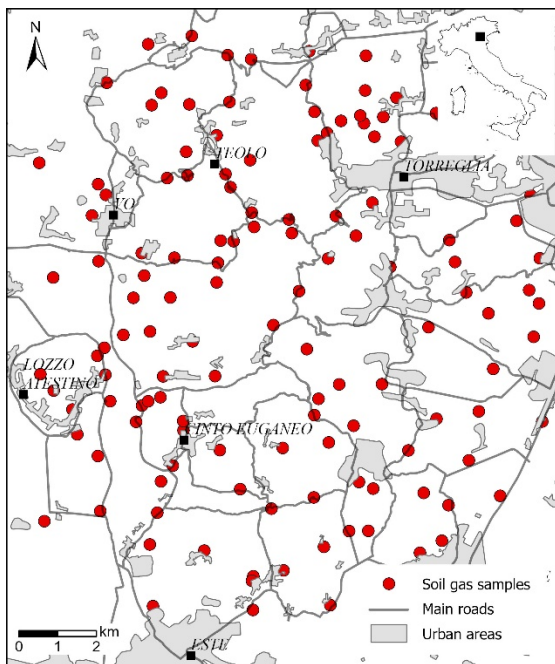 N
TEOLO
TORREGLIA
VO
LOZZO
ATESTINO
CINTO EUGANEO
Soil gas samples
Main roads
Urban areas
km
0 1 2
ESTE